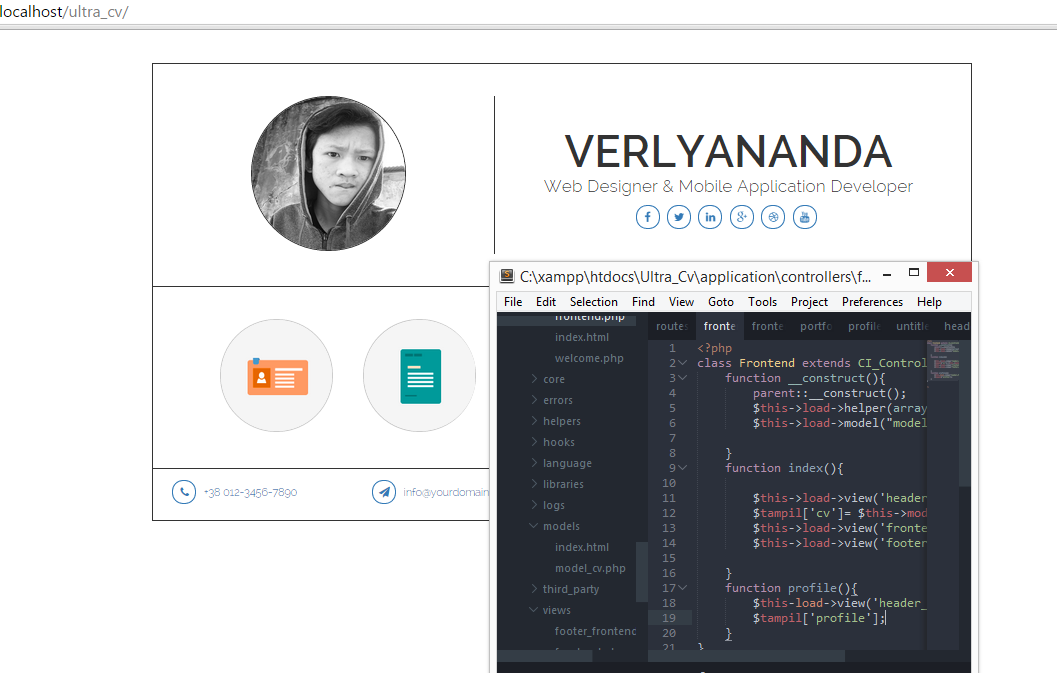 localhost/ultra_cv/
VERLYANANDA
Web Designer & Mobile Application Developer
+38 012-3456-7890
info@yourdomain
C:\xampp\htdocs\Ultra_Cv\application\controllers\f...
File Edit Selection Find View Goto Tools Project Preferences Help
frontend.php
index.html
welcome.php
core
errors
helpers
hooks
language
libraries
logs
models
index.html
model_cv.php
third_party
views
footer_frontend
route: fronte fronte portfo profile untitle head
1 <?php
2 class Frontend extends CI_Control
3 function __construct(){
4 parent::__construct();
5 $this->load->helper(array
6 $this->load->model("model
7
8 }
9 function index(){
10
11 $this->load->view('header
12 $tampil['cv']= $this->mod
13 $this->load->view('fronte
14 $this->load->view('footer
15
16 }
17 function profile(){
18 $this-load->view('header_
19 $tampil['profile'];
20 }
21 }